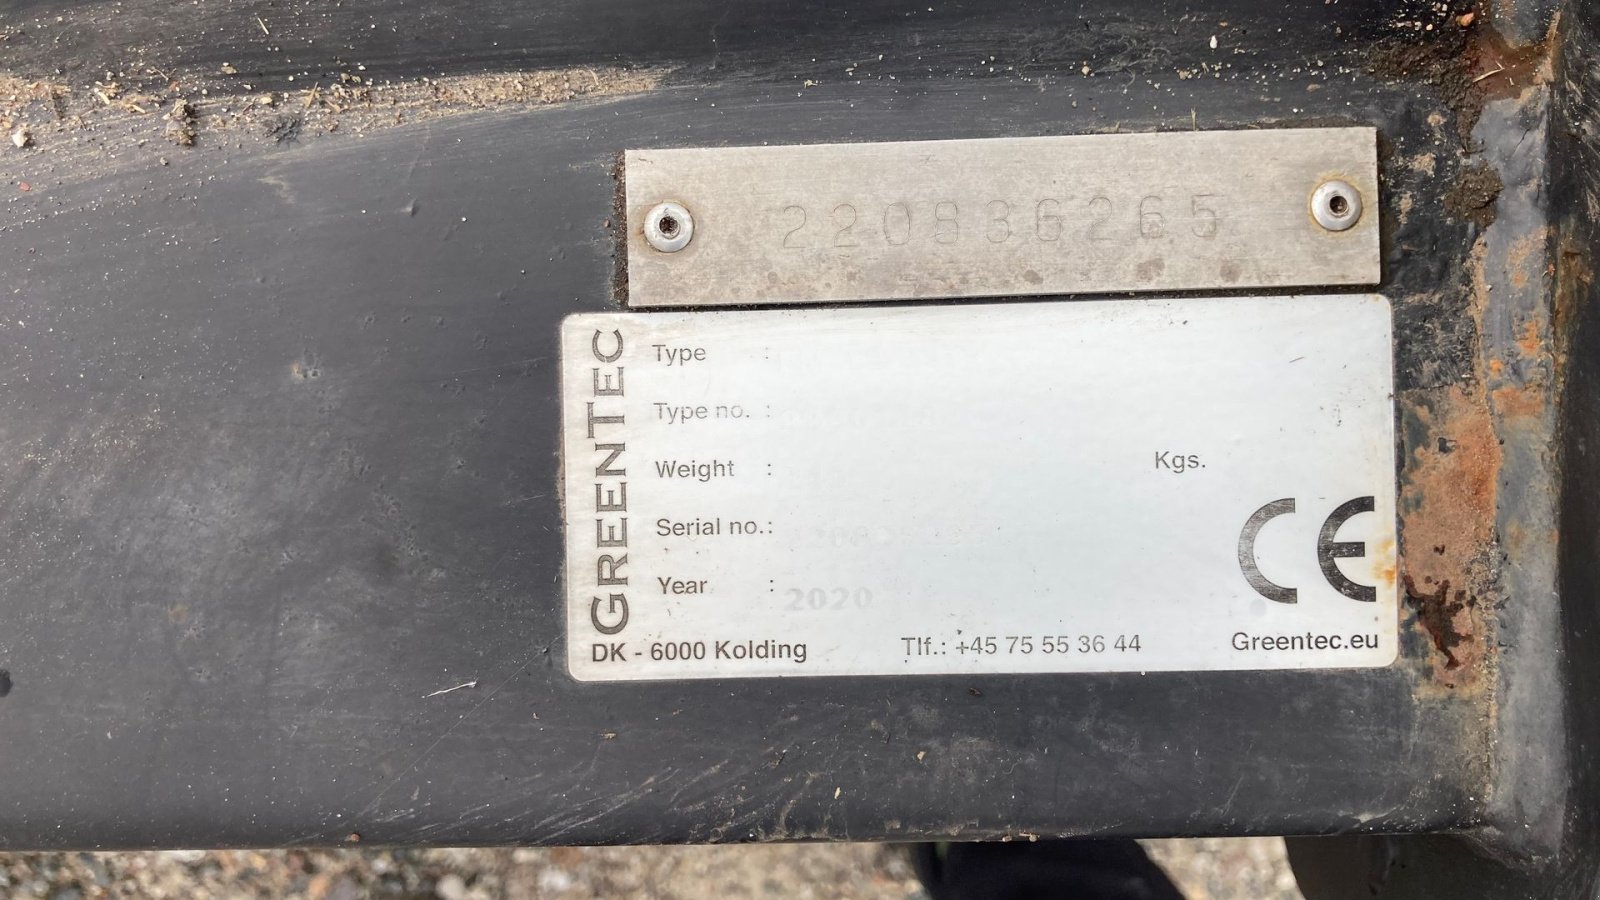 220836265
GREENTEC
Type :
Type no. :
Weight : Kgs.
Serial no.:
Year : 2020
CE
DK - 6000 Kolding Tlf.: +45 75 55 36 44 Greentec.eu